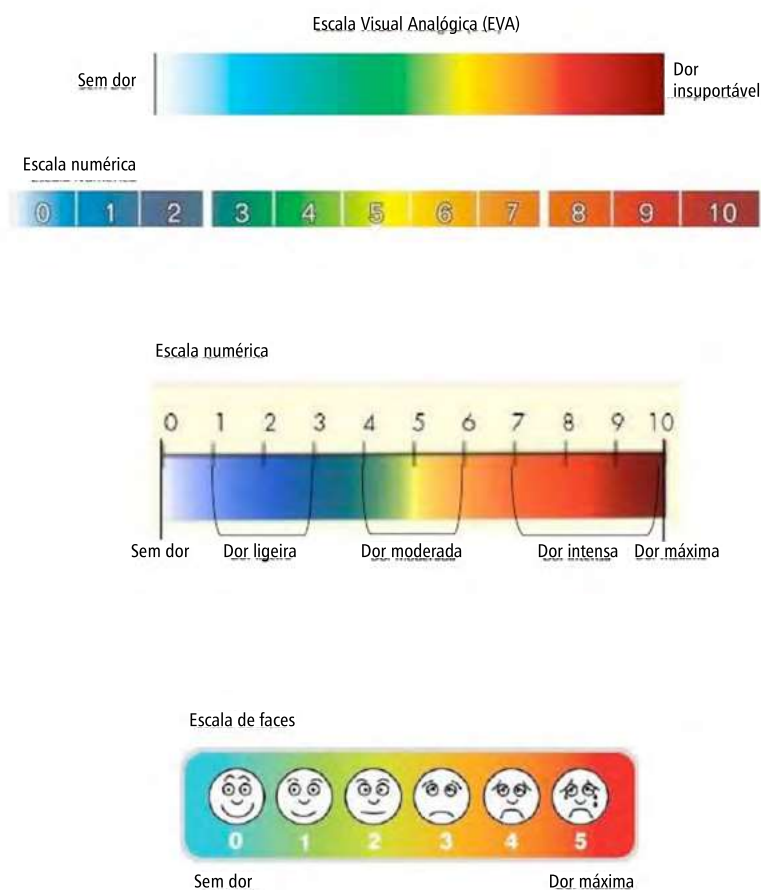 Escala Visual Analógica (EVA)
Sem dor
Dor
insuportável
Escala numérica
0 1 2 3 4 5 6 7 8 9 10
Escala numérica
0 1 2 3 4 5 6 7 8 9 10
Sem dor Dor ligeira Dor moderada Dor intensa Dor máxima
Escala de faces
0 1 2 3 4 5
Sem dor Dor máxima